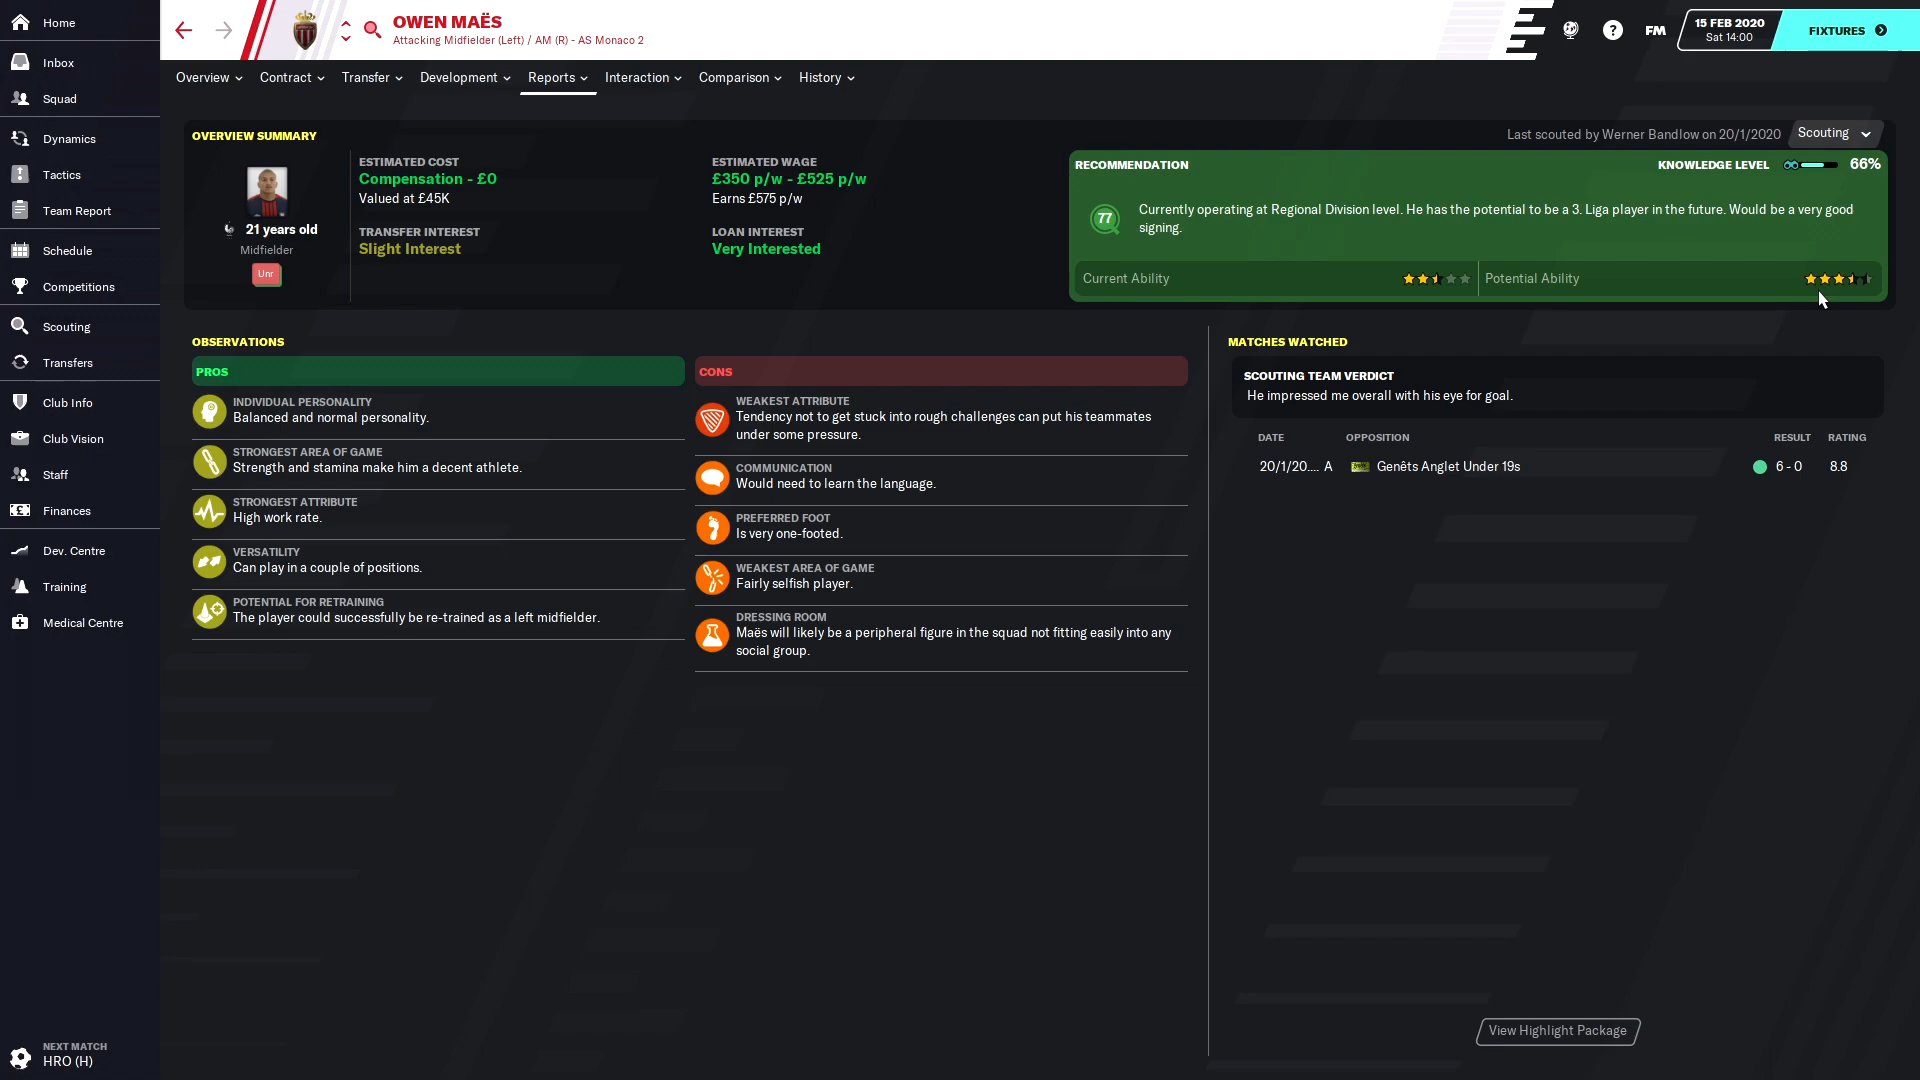 Home
Inbox
Squad
Dynamics
Tactics
Team Report
Schedule
Competitions
Scouting
Transfers
Club Info
Club Vision
Staff
Finances
Dev. Centre
Training
Medical Centre
NEXT MATCH
HRO (H)
OWEN MAËS
Attacking Midfielder (Left) / AM (R) - AS Monaco 2
FM
15 FEB 2020
Sat 14:00
FIXTURES
Overview
Contract
Transfer
Development
Reports
Interaction
Comparison
History
OVERVIEW SUMMARY
Last scouted by Werner Bandlow on 20/1/2020
Scouting
21 years old
Midfielder
Unr
ESTIMATED COST
Compensation - £0
Valued at £45K
TRANSFER INTEREST
Slight Interest
ESTIMATED WAGE
£350 p/w - £525 p/w
Earns £575 p/w
LOAN INTEREST
Very Interested
RECOMMENDATION
KNOWLEDGE LEVEL
66%
77
Currently operating at Regional Division level. He has the potential to be a 3. Liga player in the future. Would be a very good
signing.
Current Ability
Potential Ability
OBSERVATIONS
PROS
INDIVIDUAL PERSONALITY
Balanced and normal personality.
STRONGEST AREA OF GAME
Strength and stamina make him a decent athlete.
STRONGEST ATTRIBUTE
High work rate.
VERSATILITY
Can play in a couple of positions.
POTENTIAL FOR RETRAINING
The player could successfully be re-trained as a left midfielder.
CONS
WEAKEST ATTRIBUTE
Tendency not to get stuck into rough challenges can put his teammates
under some pressure.
COMMUNICATION
Would need to learn the language.
PREFERRED FOOT
Is very one-footed.
WEAKEST AREA OF GAME
Fairly selfish player.
DRESSING ROOM
Maës will likely be a peripheral figure in the squad not fitting easily into any
social group.
MATCHES WATCHED
SCOUTING TEAM VERDICT
He impressed me overall with his eye for goal.
DATE OPPOSITION RESULT RATING
20/1/20.... A Genêts Anglet Under 19s 6 - 0 8.8
View Highlight Package